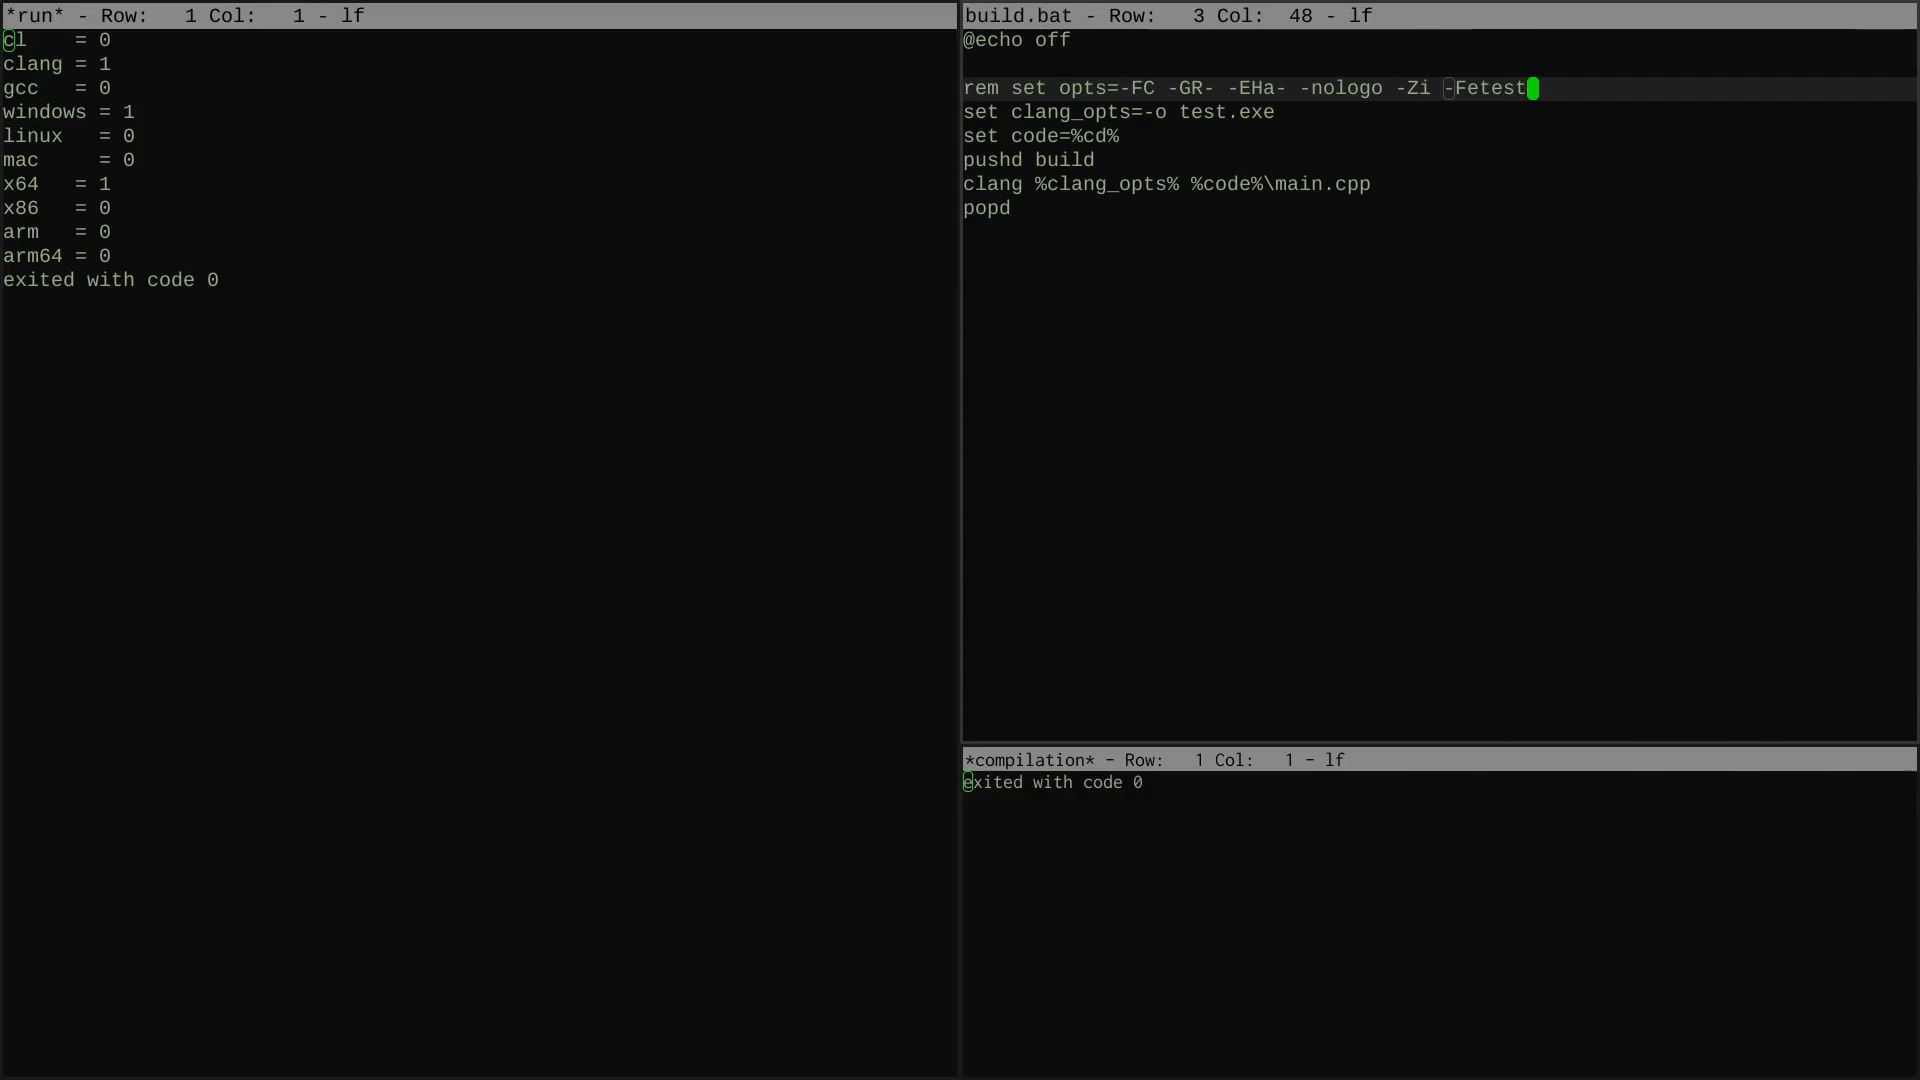 *run* - Row:   1 Col:   1 - lf
cl    = 0
clang = 1
gcc   = 0
windows = 1
linux   = 0
mac     = 0
x64   = 1
x86   = 0
arm   = 0
arm64 = 0
exited with code 0
build.bat - Row:   3 Col:  48 - lf
@echo off
rem set opts=-FC -GR- -EHa- -nologo -Zi -Fetest
set clang_opts=-o test.exe
set code=%cd%
pushd build
clang %clang_opts% %code%\main.cpp
popd
*compilation* - Row:   1 Col:   1 - lf
exited with code 0